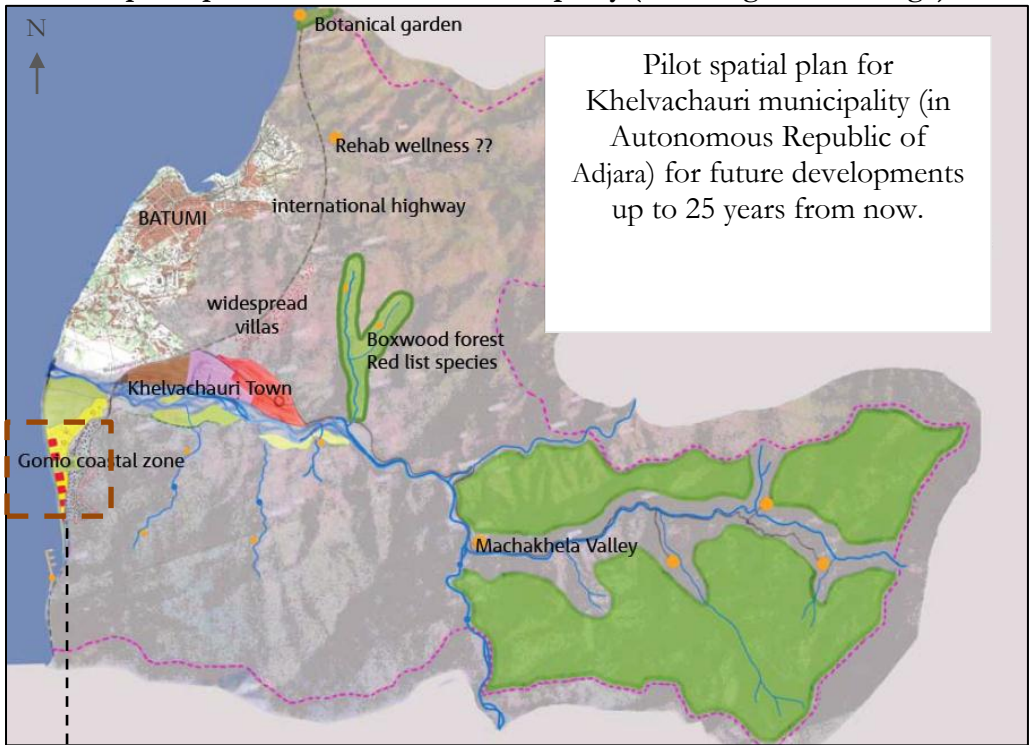 N
Botanical garden
Pilot spatial plan for
Khelvachauri municipality (in
Autonomous Republic of
Adjara) for future developments
up to 25 years from now.
Rehab wellness ??
BATUMI
international highway
widespread
villas
Boxwood forest
Red list species
Khelvachauri Town
Gonio coastal zone
Machakhela Valley